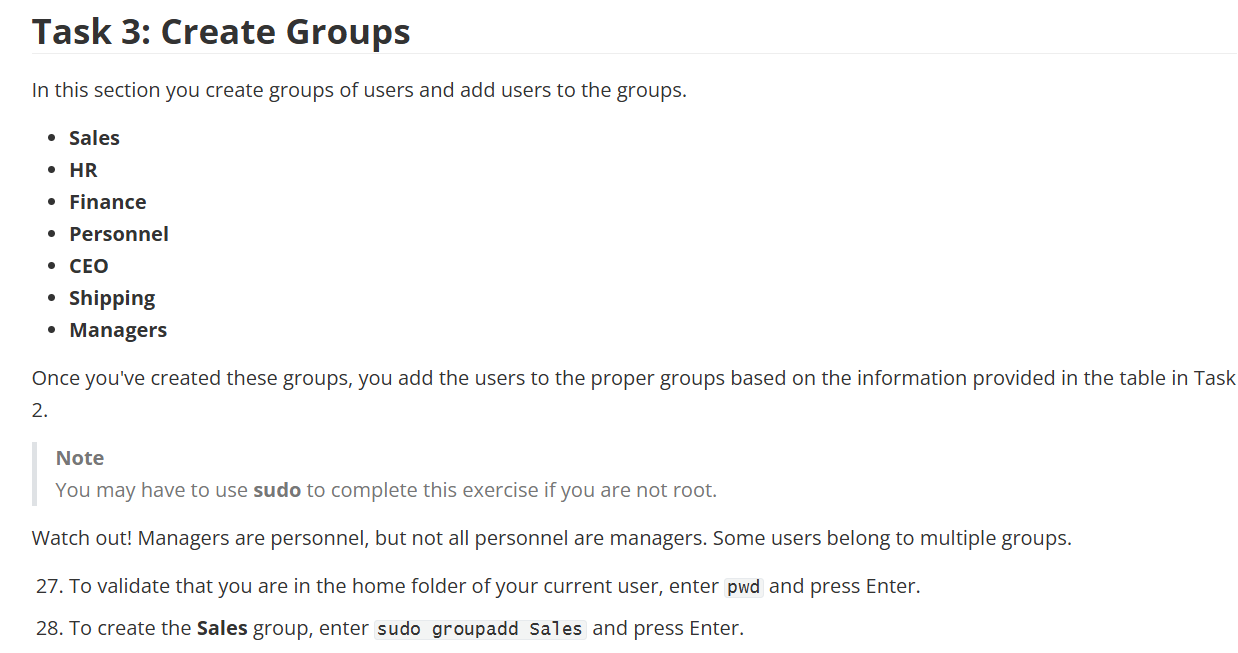 Task 3: Create Groups
In this section you create groups of users and add users to the groups.
• Sales
• HR
• Finance
• Personnel
• CEO
• Shipping
• Managers
Once you've created these groups, you add the users to the proper groups based on the information provided in the table in Task
2.
Note
You may have to use sudo to complete this exercise if you are not root.
Watch out! Managers are personnel, but not all personnel are managers. Some users belong to multiple groups.
27. To validate that you are in the home folder of your current user, enter pwd and press Enter.
28. To create the Sales group, enter sudo groupadd Sales and press Enter.